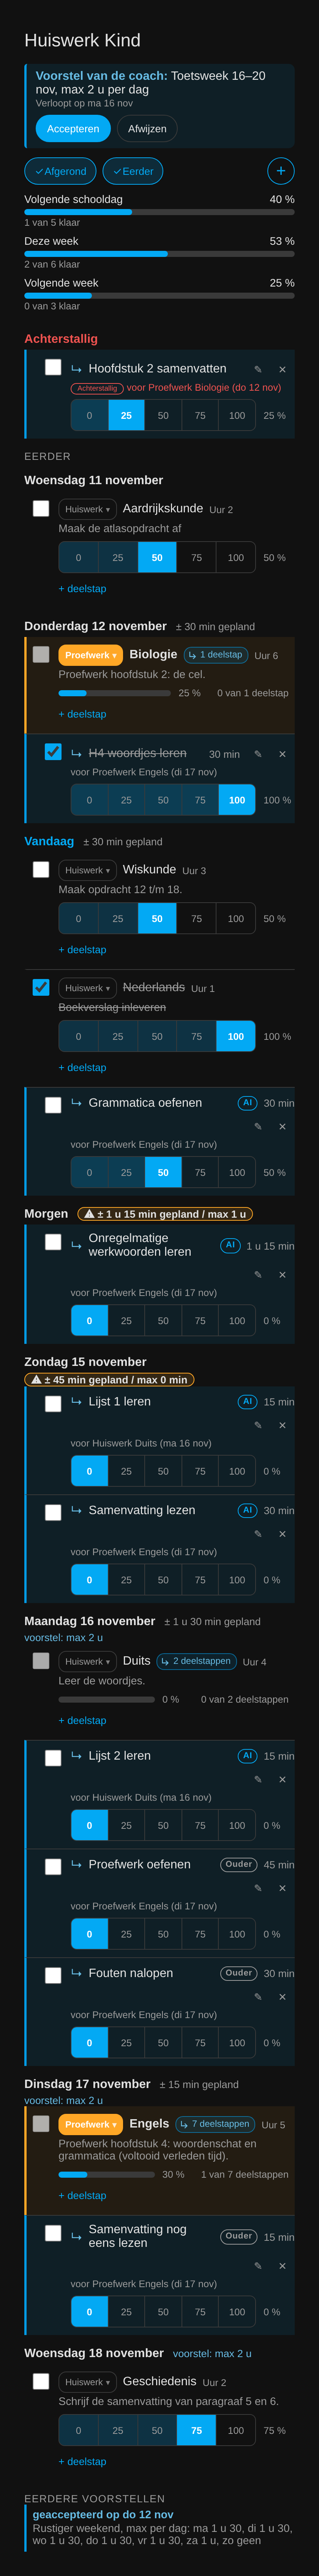 Huiswerk Kind
Voorstel van de coach: Toetsweek 16–20
nov, max 2 u per dag
Verloopt op ma 16 nov
Accepteren Afwijzen
✓Afgerond ✓Eerder +
Volgende schooldag 40 %
1 van 5 klaar
Deze week 53 %
2 van 6 klaar
Volgende week 25 %
0 van 3 klaar
Achterstallig
↳ Hoofdstuk 2 samenvatten ✎ ✕
Achterstallig voor Proefwerk Biologie (do 12 nov)
0 25 50 75 100 25 %
EERDER
Woensdag 11 november
Huiswerk ▾ Aardrijkskunde Uur 2
Maak de atlasopdracht af
0 25 50 75 100 50 %
+ deelstap
Donderdag 12 november ± 30 min gepland
Proefwerk ▾ Biologie ↳ 1 deelstap Uur 6
Proefwerk hoofdstuk 2: de cel.
25 % 0 van 1 deelstap
+ deelstap
↳ H4 woordjes leren 30 min ✎ ✕
voor Proefwerk Engels (di 17 nov)
0 25 50 75 100 100 %
Vandaag ± 30 min gepland
Huiswerk ▾ Wiskunde Uur 3
Maak opdracht 12 t/m 18.
0 25 50 75 100 50 %
+ deelstap
Huiswerk ▾ Nederlands Uur 1
Boekverslag inleveren
0 25 50 75 100 100 %
+ deelstap
↳ Grammatica oefenen AI 30 min
✎ ✕
voor Proefwerk Engels (di 17 nov)
0 25 50 75 100 50 %
Morgen ⚠ ± 1 u 15 min gepland / max 1 u
↳ Onregelmatige
werkwoorden leren AI 1 u 15 min
✎ ✕
voor Proefwerk Engels (di 17 nov)
0 25 50 75 100 0 %
Zondag 15 november
⚠ ± 45 min gepland / max 0 min
↳ Lijst 1 leren AI 15 min
✎ ✕
voor Huiswerk Duits (ma 16 nov)
0 25 50 75 100 0 %
↳ Samenvatting lezen AI 30 min
✎ ✕
voor Proefwerk Engels (di 17 nov)
0 25 50 75 100 0 %
Maandag 16 november ± 1 u 30 min gepland
voorstel: max 2 u
Huiswerk ▾ Duits ↳ 2 deelstappen Uur 4
Leer de woordjes.
0 % 0 van 2 deelstappen
+ deelstap
↳ Lijst 2 leren AI 15 min
✎ ✕
voor Huiswerk Duits (ma 16 nov)
0 25 50 75 100 0 %
↳ Proefwerk oefenen Ouder 45 min
✎ ✕
voor Proefwerk Engels (di 17 nov)
0 25 50 75 100 0 %
↳ Fouten nalopen Ouder 30 min
✎ ✕
voor Proefwerk Engels (di 17 nov)
0 25 50 75 100 0 %
Dinsdag 17 november ± 15 min gepland
voorstel: max 2 u
Proefwerk ▾ Engels ↳ 7 deelstappen Uur 5
Proefwerk hoofdstuk 4: woordenschat en
grammatica (voltooid verleden tijd).
30 % 1 van 7 deelstappen
+ deelstap
↳ Samenvatting nog
eens lezen Ouder 15 min
✎ ✕
voor Proefwerk Engels (di 17 nov)
0 25 50 75 100 0 %
Woensdag 18 november voorstel: max 2 u
Huiswerk ▾ Geschiedenis Uur 2
Schrijf de samenvatting van paragraaf 5 en 6.
0 25 50 75 100 75 %
+ deelstap
EERDERE VOORSTELLEN
geaccepteerd op do 12 nov
Rustiger weekend, max per dag: ma 1 u 30, di 1 u 30,
wo 1 u 30, do 1 u 30, vr 1 u 30, za 1 u, zo geen